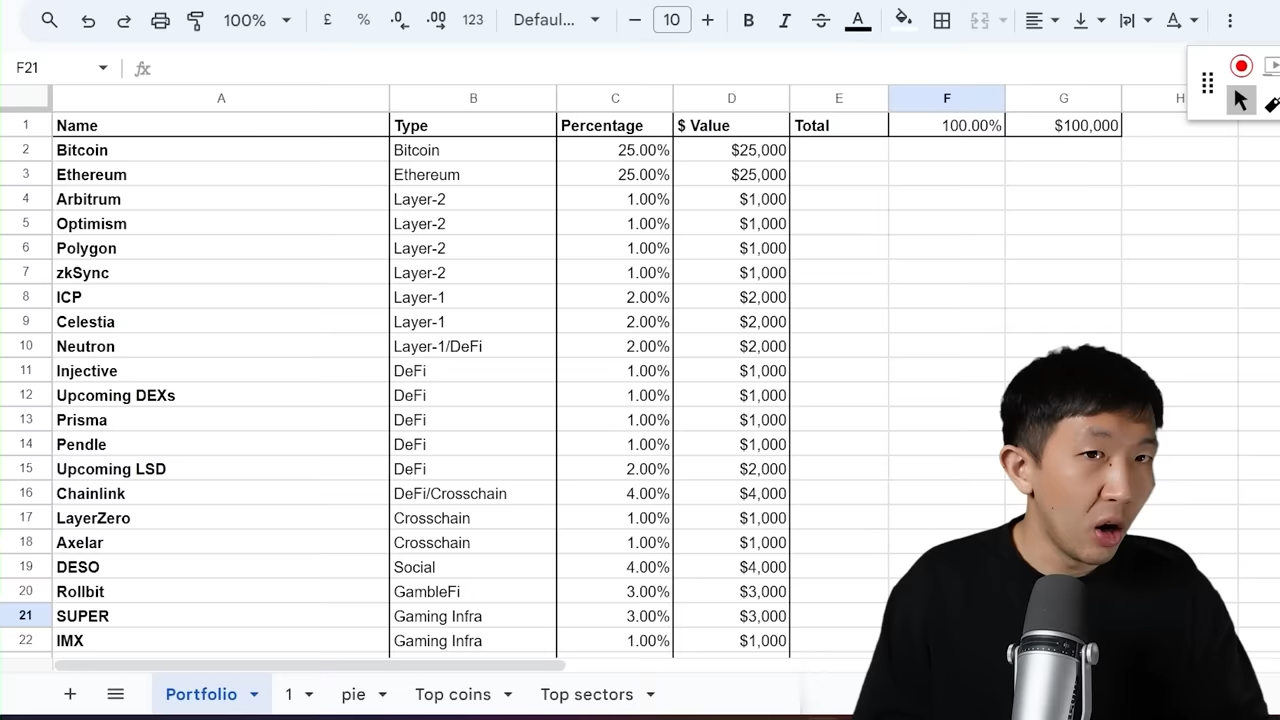 100% £ % .0 .00 123 Defaul... 10 B I S A
F21 fx
A B C D E F G H
1 Name Type Percentage $ Value Total 100.00% $100,000
2 Bitcoin Bitcoin 25.00% $25,000
3 Ethereum Ethereum 25.00% $25,000
4 Arbitrum Layer-2 1.00% $1,000
5 Optimism Layer-2 1.00% $1,000
6 Polygon Layer-2 1.00% $1,000
7 zkSync Layer-2 1.00% $1,000
8 ICP Layer-1 2.00% $2,000
9 Celestia Layer-1 2.00% $2,000
10 Neutron Layer-1/DeFi 2.00% $2,000
11 Injective DeFi 1.00% $1,000
12 Upcoming DEXs DeFi 1.00% $1,000
13 Prisma DeFi 1.00% $1,000
14 Pendle DeFi 1.00% $1,000
15 Upcoming LSD DeFi 2.00% $2,000
16 Chainlink DeFi/Crosschain 4.00% $4,000
17 LayerZero Crosschain 1.00% $1,000
18 Axelar Crosschain 1.00% $1,000
19 DESO Social 4.00% $4,000
20 Rollbit GambleFi 3.00% $3,000
21 SUPER Gaming Infra 3.00% $3,000
22 IMX Gaming Infra 1.00% $1,000
Portfolio 1 pie Top coins Top sectors